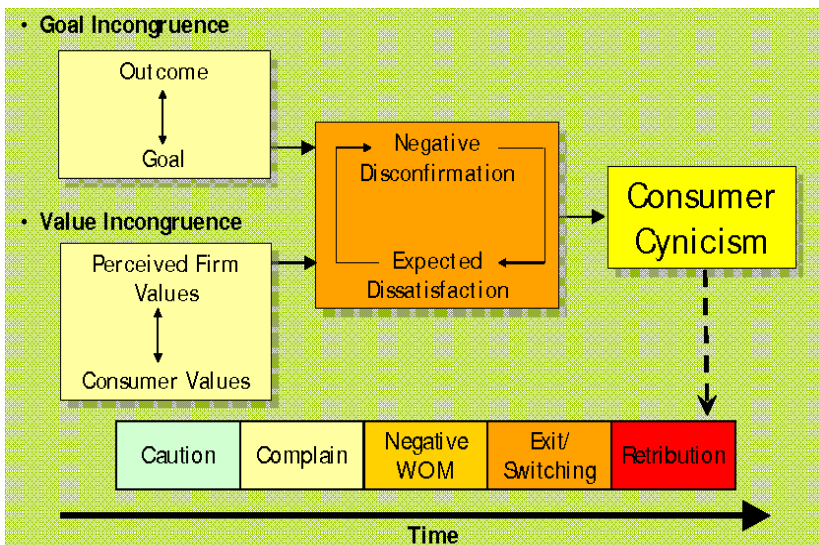 • Goal Incongruence
Outcome
Goal
• Value Incongruence
Perceived Firm
Values
Consumer Values
Negative
Disconfirmation
Expected
Dissatisfaction
Consumer
Cynicism
Caution
Complain
Negative
WOM
Exit/
Switching
Retribution
Time